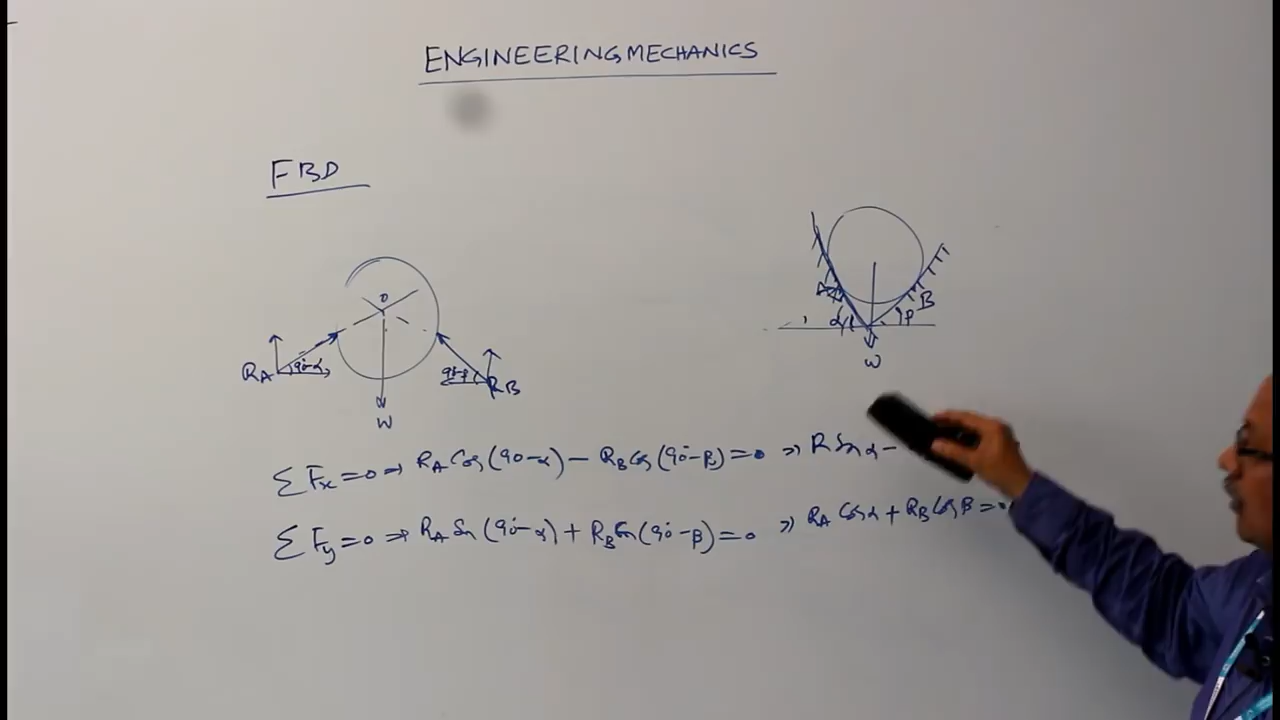 ENGINEERING MECHANICS
FBD
O
RA 90-α
90-β RB
W
A α β B
W
ΣFx=0 ⇒ RA Cos(90-α) - RB Cos(90-β)=0 ⇒ R Sin α -
ΣFy=0 ⇒ RA Sin(90-α) + RB Sin(90-β)=0 ⇒ RA Cos α + RB Cos β =0